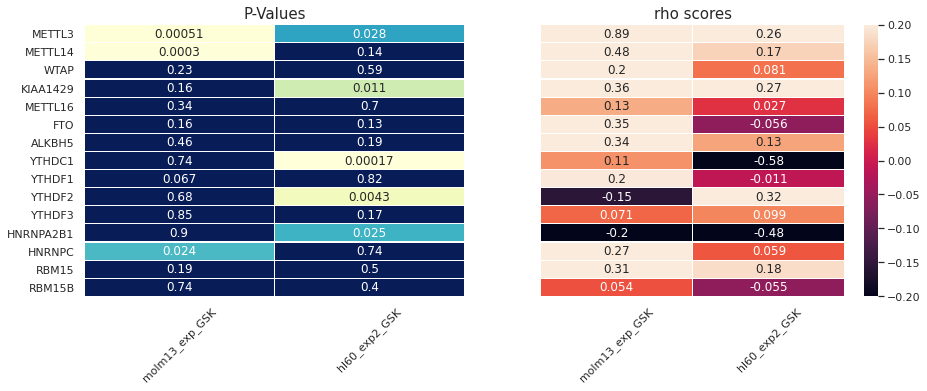 P-Values rho scores
METTL3 0.00051 0.028 0.89 0.26 0.20
METTL14 0.0003 0.14 0.48 0.17 0.15
WTAP 0.23 0.59 0.2 0.081
KIAA1429 0.16 0.011 0.36 0.27 0.10
METTL16 0.34 0.7 0.13 0.027
FTO 0.16 0.13 0.35 -0.056 0.05
ALKBH5 0.46 0.19 0.34 0.13
YTHDC1 0.74 0.00017 0.11 -0.58 0.00
YTHDF1 0.067 0.82 0.2 -0.011
YTHDF2 0.68 0.0043 -0.15 0.32 −0.05
YTHDF3 0.85 0.17 0.071 0.099
HNRNPA2B1 0.9 0.025 -0.2 -0.48 −0.10
HNRNPC 0.024 0.74 0.27 0.059
RBM15 0.19 0.5 0.31 0.18 −0.15
RBM15B 0.74 0.4 0.054 -0.055 −0.20
molm13_exp_GSK hl60_exp2_GSK molm13_exp_GSK hl60_exp2_GSK